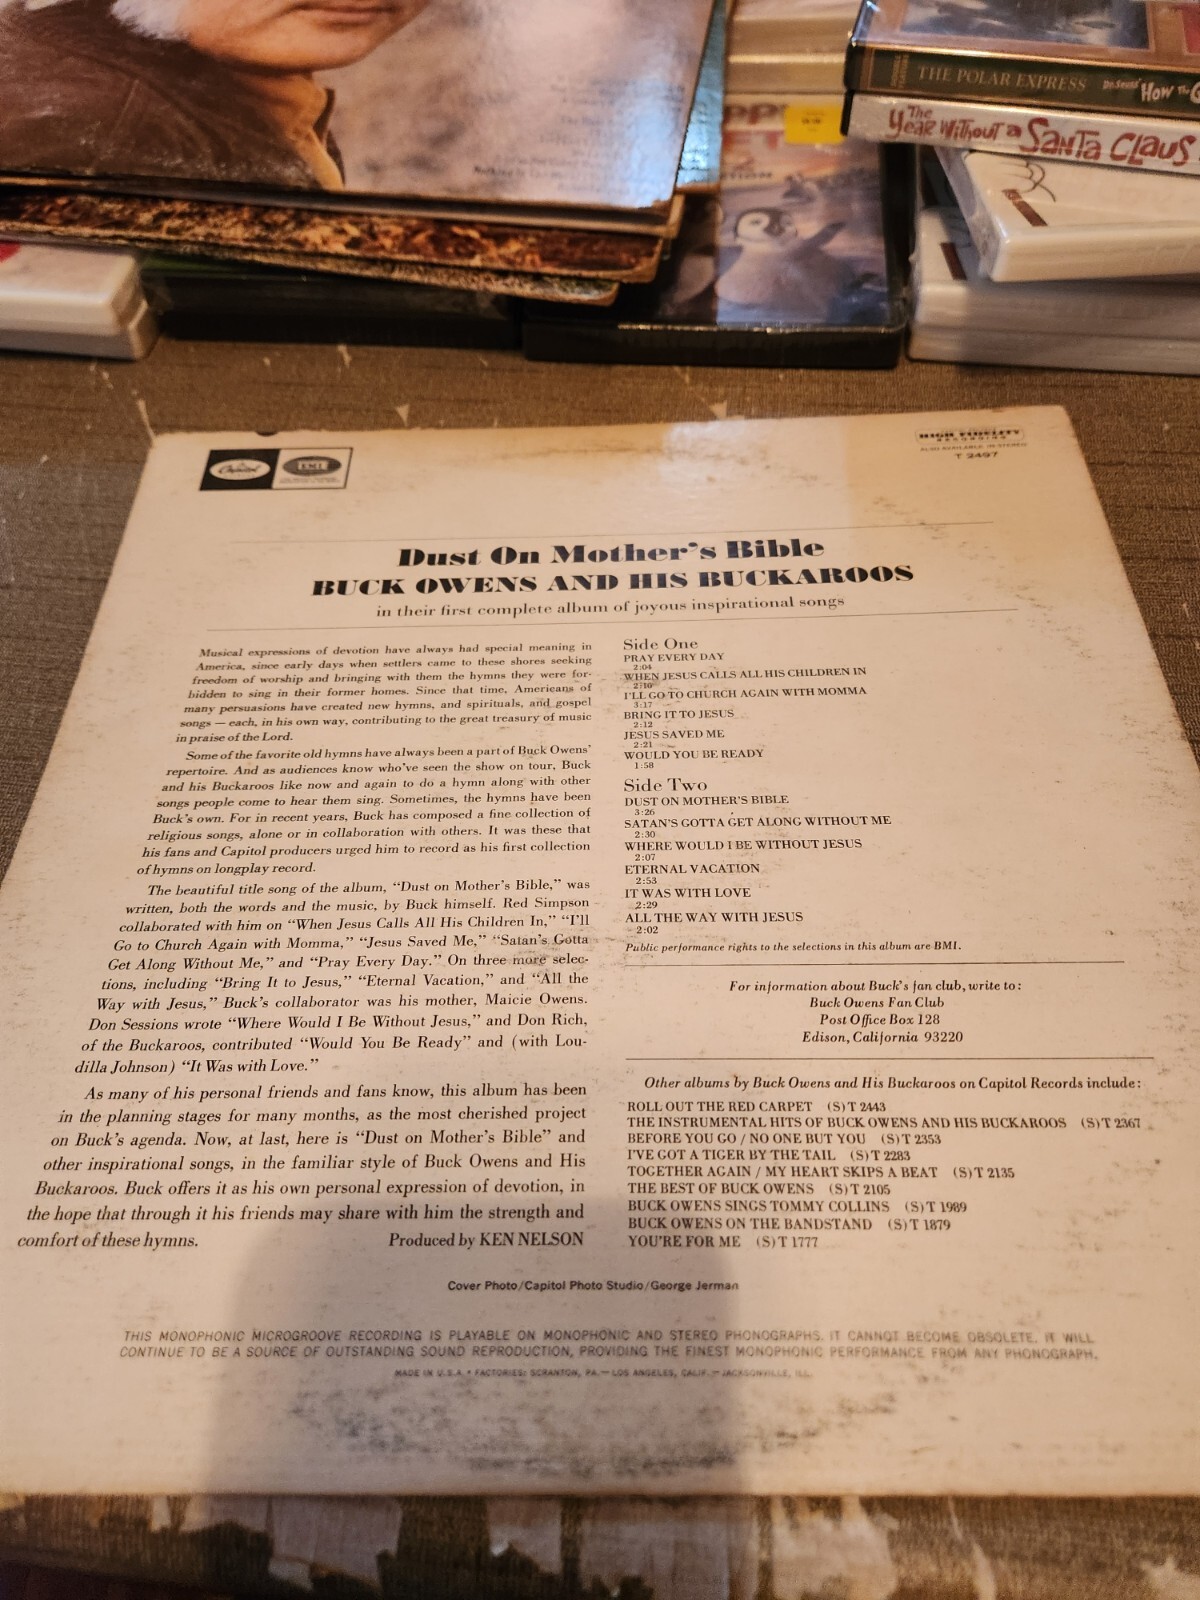 THE POLAR EXPRESS
Dr. Seuss' HOW THE G
The
YEAR WITHOUT a SANTA CLAUS
Capitol
EMI
HIGH FIDELITY
RECORDING
ALSO AVAILABLE IN STEREO
T 2497
Dust On Mother's Bible
BUCK OWENS AND HIS BUCKAROOS
in their first complete album of joyous inspirational songs
Musical expressions of devotion have always had special meaning in
America, since early days when settlers came to these shores seeking
freedom of worship and bringing with them the hymns they were for-
bidden to sing in their former homes. Since that time, Americans of
many persuasions have created new hymns, and spirituals, and gospel
songs — each, in his own way, contributing to the great treasury of music
in praise of the Lord.
Some of the favorite old hymns have always been a part of Buck Owens'
repertoire. And as audiences know who've seen the show on tour, Buck
and his Buckaroos like now and again to do a hymn along with other
songs people come to hear them sing. Sometimes, the hymns have been
Buck's own. For in recent years, Buck has composed a fine collection of
religious songs, alone or in collaboration with others. It was these that
his fans and Capitol producers urged him to record as his first collection
of hymns on longplay record.
The beautiful title song of the album, "Dust on Mother's Bible," was
written, both the words and the music, by Buck himself. Red Simpson
collaborated with him on "When Jesus Calls All His Children In," "I'll
Go to Church Again with Momma," "Jesus Saved Me," "Satan's Gotta
Get Along Without Me," and "Pray Every Day." On three more selec-
tions, including "Bring It to Jesus," "Eternal Vacation," and "All the
Way with Jesus," Buck's collaborator was his mother, Maicie Owens.
Don Sessions wrote "Where Would I Be Without Jesus," and Don Rich,
of the Buckaroos, contributed "Would You Be Ready" and (with Lou-
dilla Johnson) "It Was with Love."
As many of his personal friends and fans know, this album has been
in the planning stages for many months, as the most cherished project
on Buck's agenda. Now, at last, here is "Dust on Mother's Bible" and
other inspirational songs, in the familiar style of Buck Owens and His
Buckaroos. Buck offers it as his own personal expression of devotion, in
the hope that through it his friends may share with him the strength and
comfort of these hymns.
Produced by KEN NELSON
Side One
PRAY EVERY DAY
2:04
WHEN JESUS CALLS ALL HIS CHILDREN IN
2:10
I'LL GO TO CHURCH AGAIN WITH MOMMA
3:17
BRING IT TO JESUS
2:12
JESUS SAVED ME
2:21
WOULD YOU BE READY
1:58
Side Two
DUST ON MOTHER'S BIBLE
3:26
SATAN'S GOTTA GET ALONG WITHOUT ME
2:30
WHERE WOULD I BE WITHOUT JESUS
2:07
ETERNAL VACATION
2:53
IT WAS WITH LOVE
2:29
ALL THE WAY WITH JESUS
2:02
Public performance rights to the selections in this album are BMI.
For information about Buck's fan club, write to:
Buck Owens Fan Club
Post Office Box 128
Edison, California 93220
Other albums by Buck Owens and His Buckaroos on Capitol Records include:
ROLL OUT THE RED CARPET (S)T 2443
THE INSTRUMENTAL HITS OF BUCK OWENS AND HIS BUCKAROOS (S)T 2367
BEFORE YOU GO / NO ONE BUT YOU (S)T 2353
I'VE GOT A TIGER BY THE TAIL (S)T 2283
TOGETHER AGAIN / MY HEART SKIPS A BEAT (S)T 2135
THE BEST OF BUCK OWENS (S)T 2105
BUCK OWENS SINGS TOMMY COLLINS (S)T 1989
BUCK OWENS ON THE BANDSTAND (S)T 1879
YOU'RE FOR ME (S)T 1777
Cover Photo/Capitol Photo Studio/George Jerman
THIS MONOPHONIC MICROGROOVE RECORDING IS PLAYABLE ON MONOPHONIC AND STEREO PHONOGRAPHS. IT CANNOT BECOME OBSOLETE. IT WILL
CONTINUE TO BE A SOURCE OF OUTSTANDING SOUND REPRODUCTION, PROVIDING THE FINEST MONOPHONIC PERFORMANCE FROM ANY PHONOGRAPH.
MADE IN U.S.A. • FACTORIES: SCRANTON, PA.—LOS ANGELES, CALIF.—JACKSONVILLE, ILL.